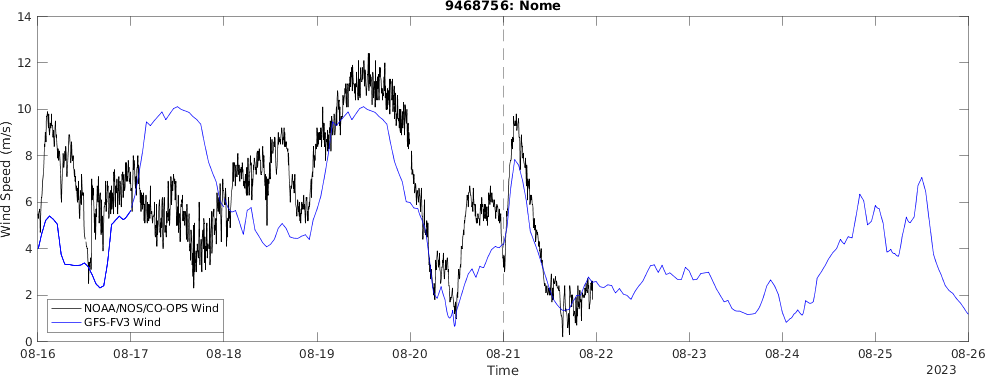 9468756: Nome
14
12
10
8
6
4
2
0
Wind Speed (m/s)
NOAA/NOS/CO-OPS Wind
GFS-FV3 Wind
08-16 08-17 08-18 08-19 08-20 08-21 08-22 08-23 08-24 08-25 08-26
Time
2023